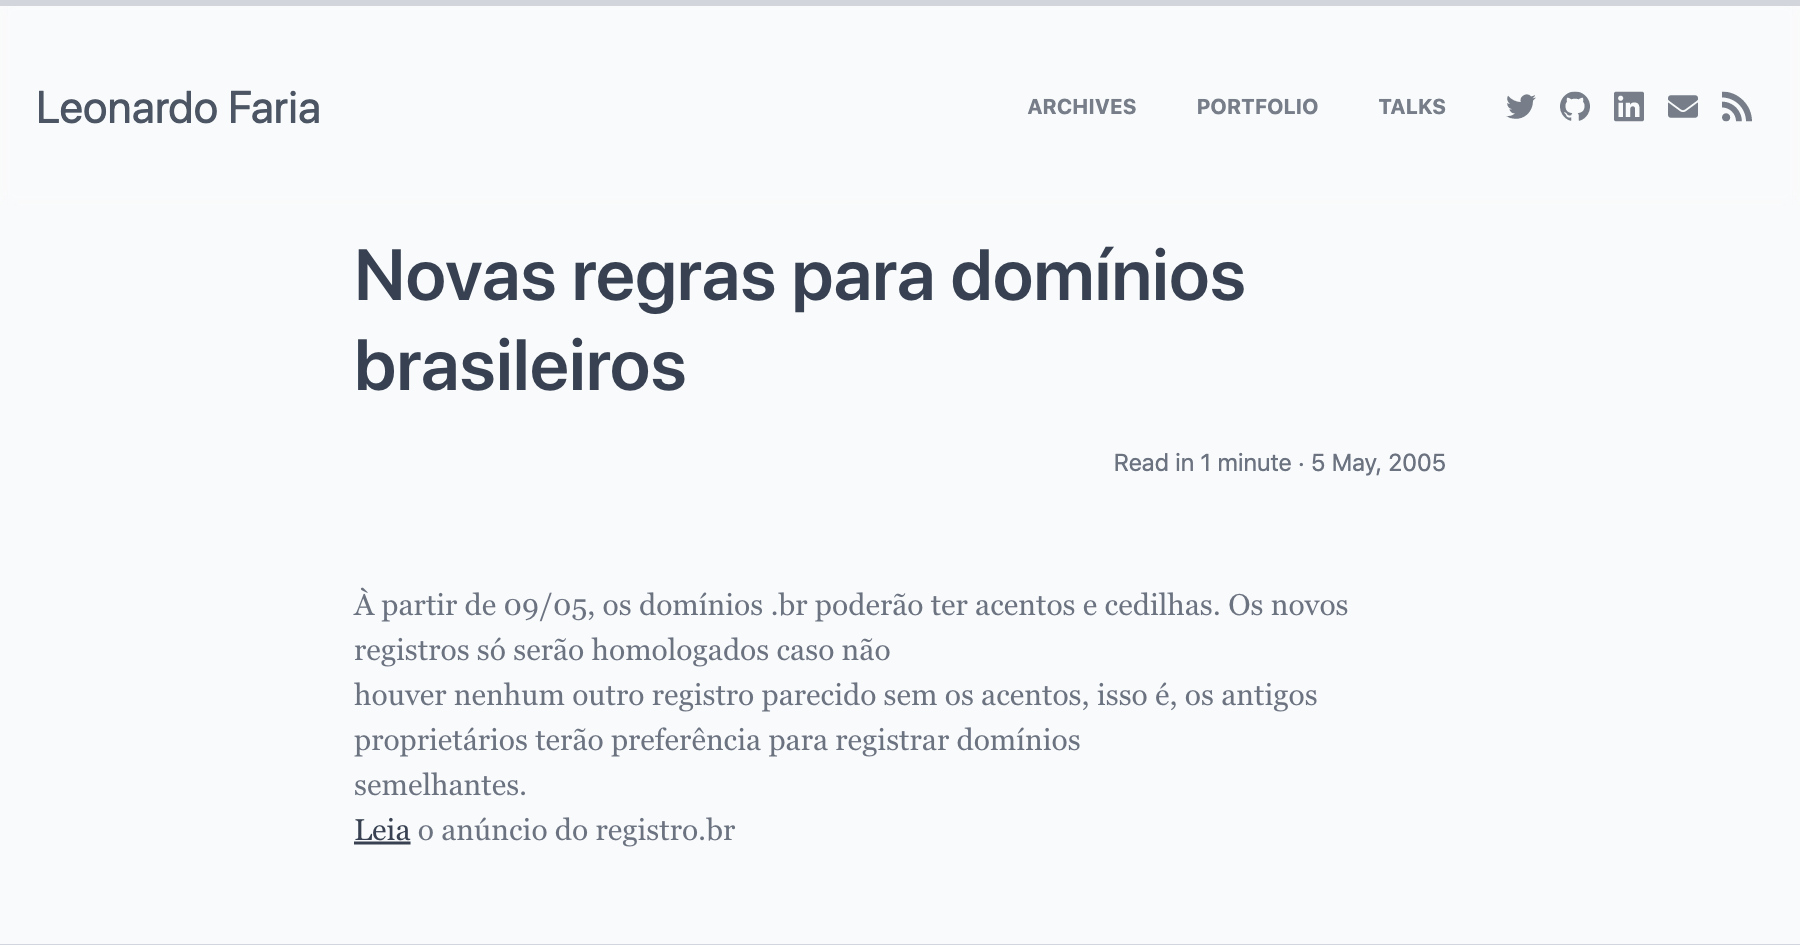 Leonardo Faria
ARCHIVES PORTFOLIO TALKS
Novas regras para domínios
brasileiros
Read in 1 minute · 5 May, 2005
À partir de 09/05, os domínios .br poderão ter acentos e cedilhas. Os novos
registros só serão homologados caso não
houver nenhum outro registro parecido sem os acentos, isso é, os antigos
proprietários terão preferência para registrar domínios
semelhantes.
Leia o anúncio do registro.br